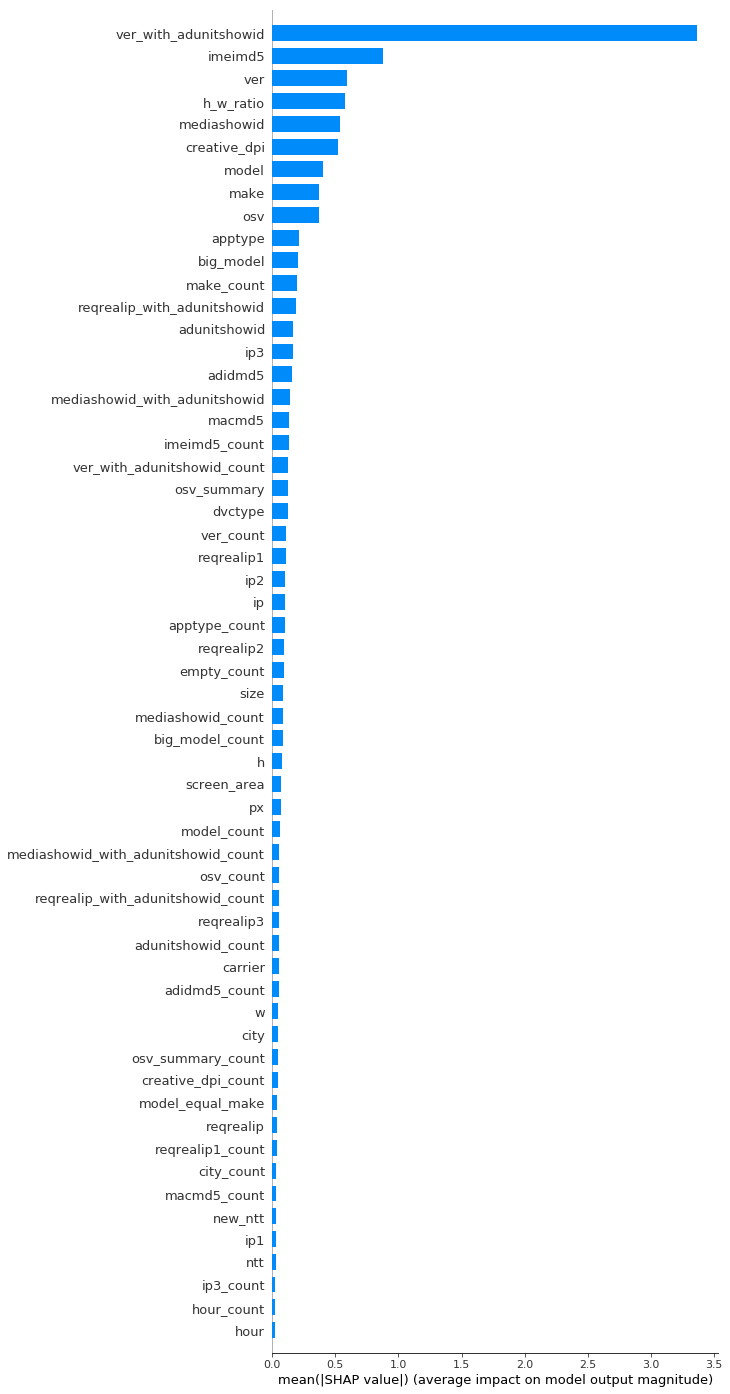 ver_with_adunitshowid
imeimd5
ver
h_w_ratio
mediashowid
creative_dpi
model
make
osv
apptype
big_model
make_count
reqrealip_with_adunitshowid
adunitshowid
ip3
adidmd5
mediashowid_with_adunitshowid
macmd5
imeimd5_count
ver_with_adunitshowid_count
osv_summary
dvctype
ver_count
reqrealip1
ip2
ip
apptype_count
reqrealip2
empty_count
size
mediashowid_count
big_model_count
h
screen_area
px
model_count
mediashowid_with_adunitshowid_count
osv_count
reqrealip_with_adunitshowid_count
reqrealip3
adunitshowid_count
carrier
adidmd5_count
w
city
osv_summary_count
creative_dpi_count
model_equal_make
reqrealip
reqrealip1_count
city_count
macmd5_count
new_ntt
ip1
ntt
ip3_count
hour_count
hour
0.0 0.5 1.0 1.5 2.0 2.5 3.0 3.5
mean(|SHAP value|) (average impact on model output magnitude)